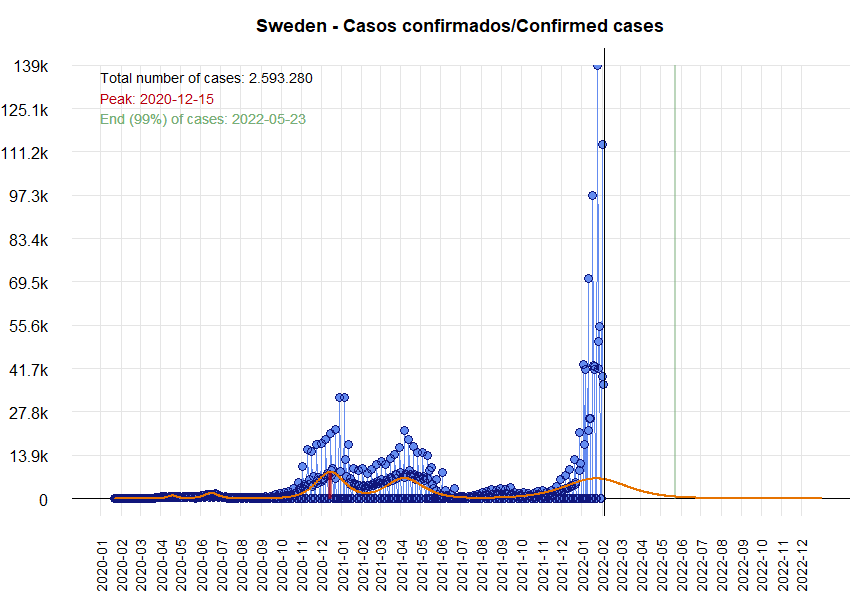 Sweden - Casos confirmados/Confirmed cases
139k
125.1k
111.2k
97.3k
83.4k
69.5k
55.6k
41.7k
27.8k
13.9k
0
Total number of cases: 2.593.280
Peak: 2020-12-15
End (99%) of cases: 2022-05-23
2020-01
2020-02
2020-03
2020-04
2020-05
2020-06
2020-07
2020-08
2020-09
2020-10
2020-11
2020-12
2021-01
2021-02
2021-03
2021-04
2021-05
2021-06
2021-07
2021-08
2021-09
2021-10
2021-11
2021-12
2022-01
2022-02
2022-03
2022-04
2022-05
2022-06
2022-07
2022-08
2022-09
2022-10
2022-11
2022-12